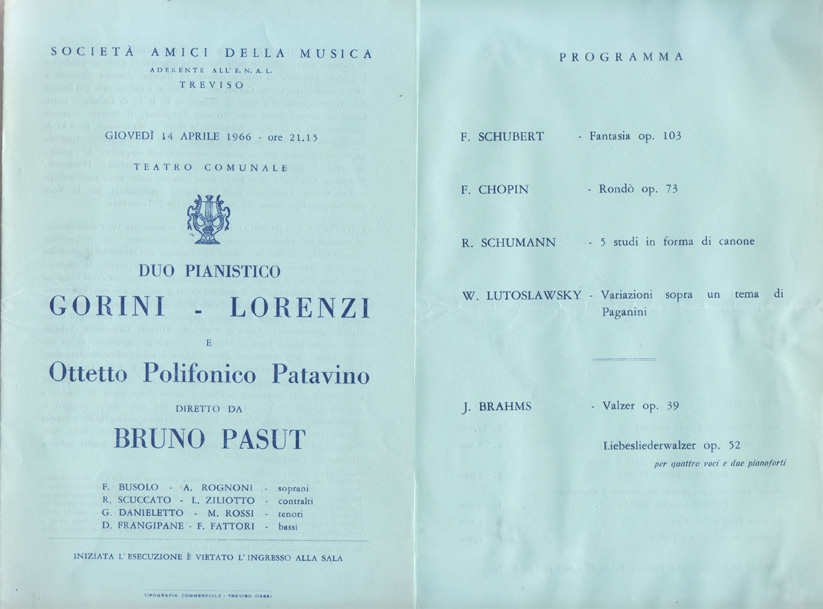 SOCIETÀ AMICI DELLA MUSICA
ADERENTE ALL'E. N. A. L.
TREVISO
GIOVEDÌ 14 APRILE 1966 - ore 21.15
TEATRO COMUNALE
DUO PIANISTICO
GORINI - LORENZI
E
Ottetto Polifonico Patavino
DIRETTO DA
BRUNO PASUT
F. BUSOLO - A. ROGNONI - soprani
R. SCUCCATO - L. ZILIOTTO - contralti
G. DANIELETTO - M. ROSSI - tenori
D. FRANGIPANE - F. FATTORI - bassi
INIZIATA L'ESECUZIONE È VIETATO L'INGRESSO ALLA SALA
TIPOGRAFIA COMMERCIALE - TREVISO (1966)
PROGRAMMA
F. SCHUBERT - Fantasia op. 103
F. CHOPIN - Rondò op. 73
R. SCHUMANN - 5 studi in forma di canone
W. LUTOSLAWSKY - Variazioni sopra un tema di
Paganini
J. BRAHMS - Valzer op. 39
Liebesliederwalzer op. 52
per quattro voci e due pianoforti